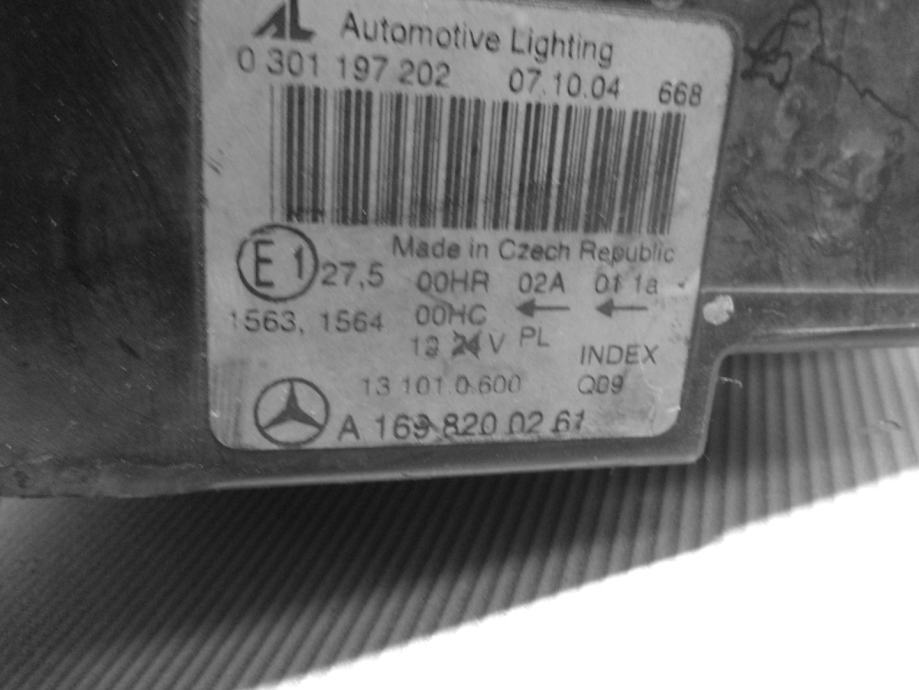 AL Automotive Lighting
0 301 197 202 07.10.04 668
Made in Czech Republic
E1 27,5 00HR 02A 01 1a
1563, 1564 00HC ← ←
12 24 V PL
INDEX
13 101.0-600 Q09
A 169 820 02 61